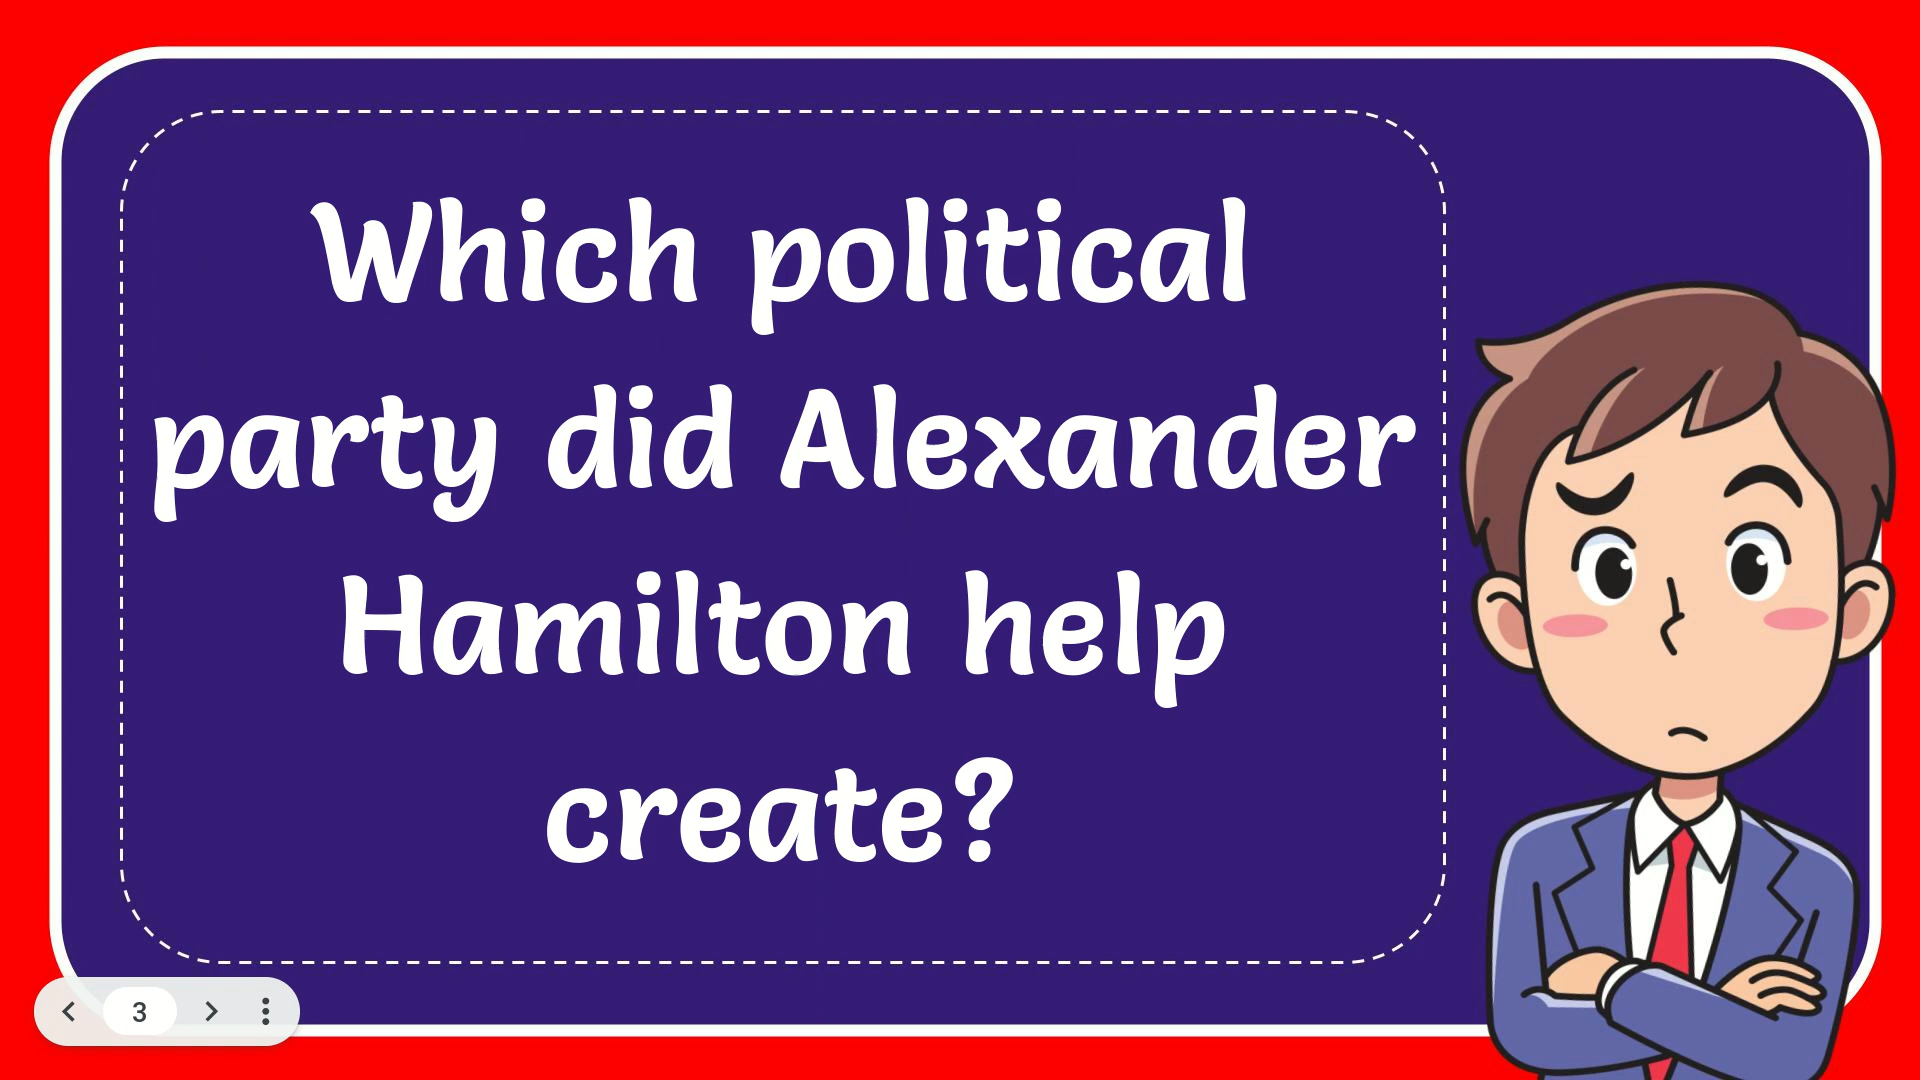 Which political
party did Alexander
Hamilton help
create?
3